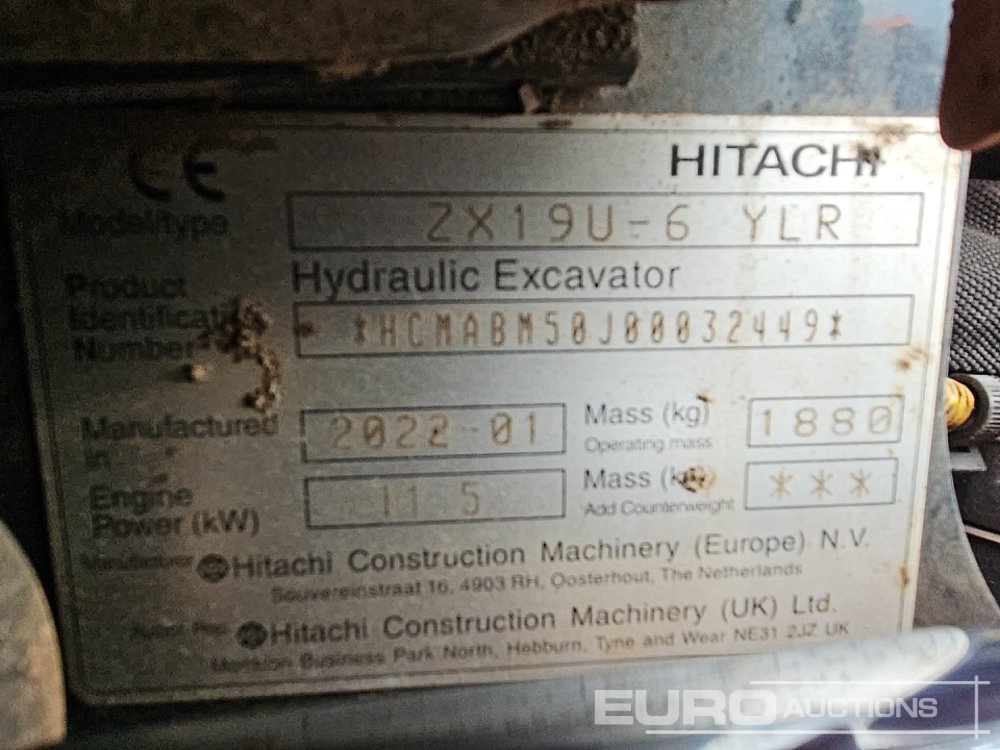 CE HITACHI
Model/type ZX19U-6 YLR
Hydraulic Excavator
Product Identification Number *HCMABM50J00032449*
Manufactured in 2022-01 Mass (kg) Operating mass 1880
Engine Power (kW) 11 5 Mass (kg) Add Counterweight ***
Manufacturer Hitachi Construction Machinery (Europe) N.V.
Souvereinstraat 16, 4903 RH, Oosterhout, The Netherlands
Hitachi Construction Machinery (UK) Ltd.
Monkton Business Park North, Hebburn, Tyne and Wear NE31 2JZ UK
EURO AUCTIONS